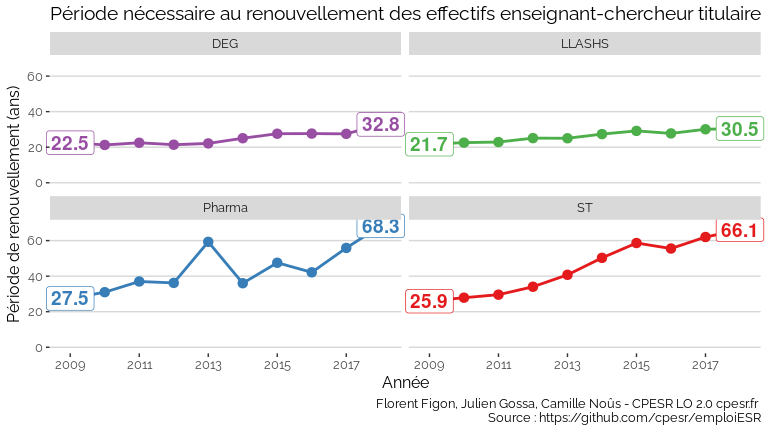 Période nécessaire au renouvellement des effectifs enseignant-chercheur titulaire
DEG
LLASHS
Période de renouvellement (ans)
60
40
20
0
22.5
32.8
21.7
30.5
Pharma
ST
60
40
20
0
27.5
68.3
25.9
66.1
2009
2011
2013
2015
2017
2009
2011
2013
2015
2017
Année
Florent Figon, Julien Gossa, Camille Noûs - CPESR LO 2.0 cpesr.fr
Source : https://github.com/cpesr/emploiESR